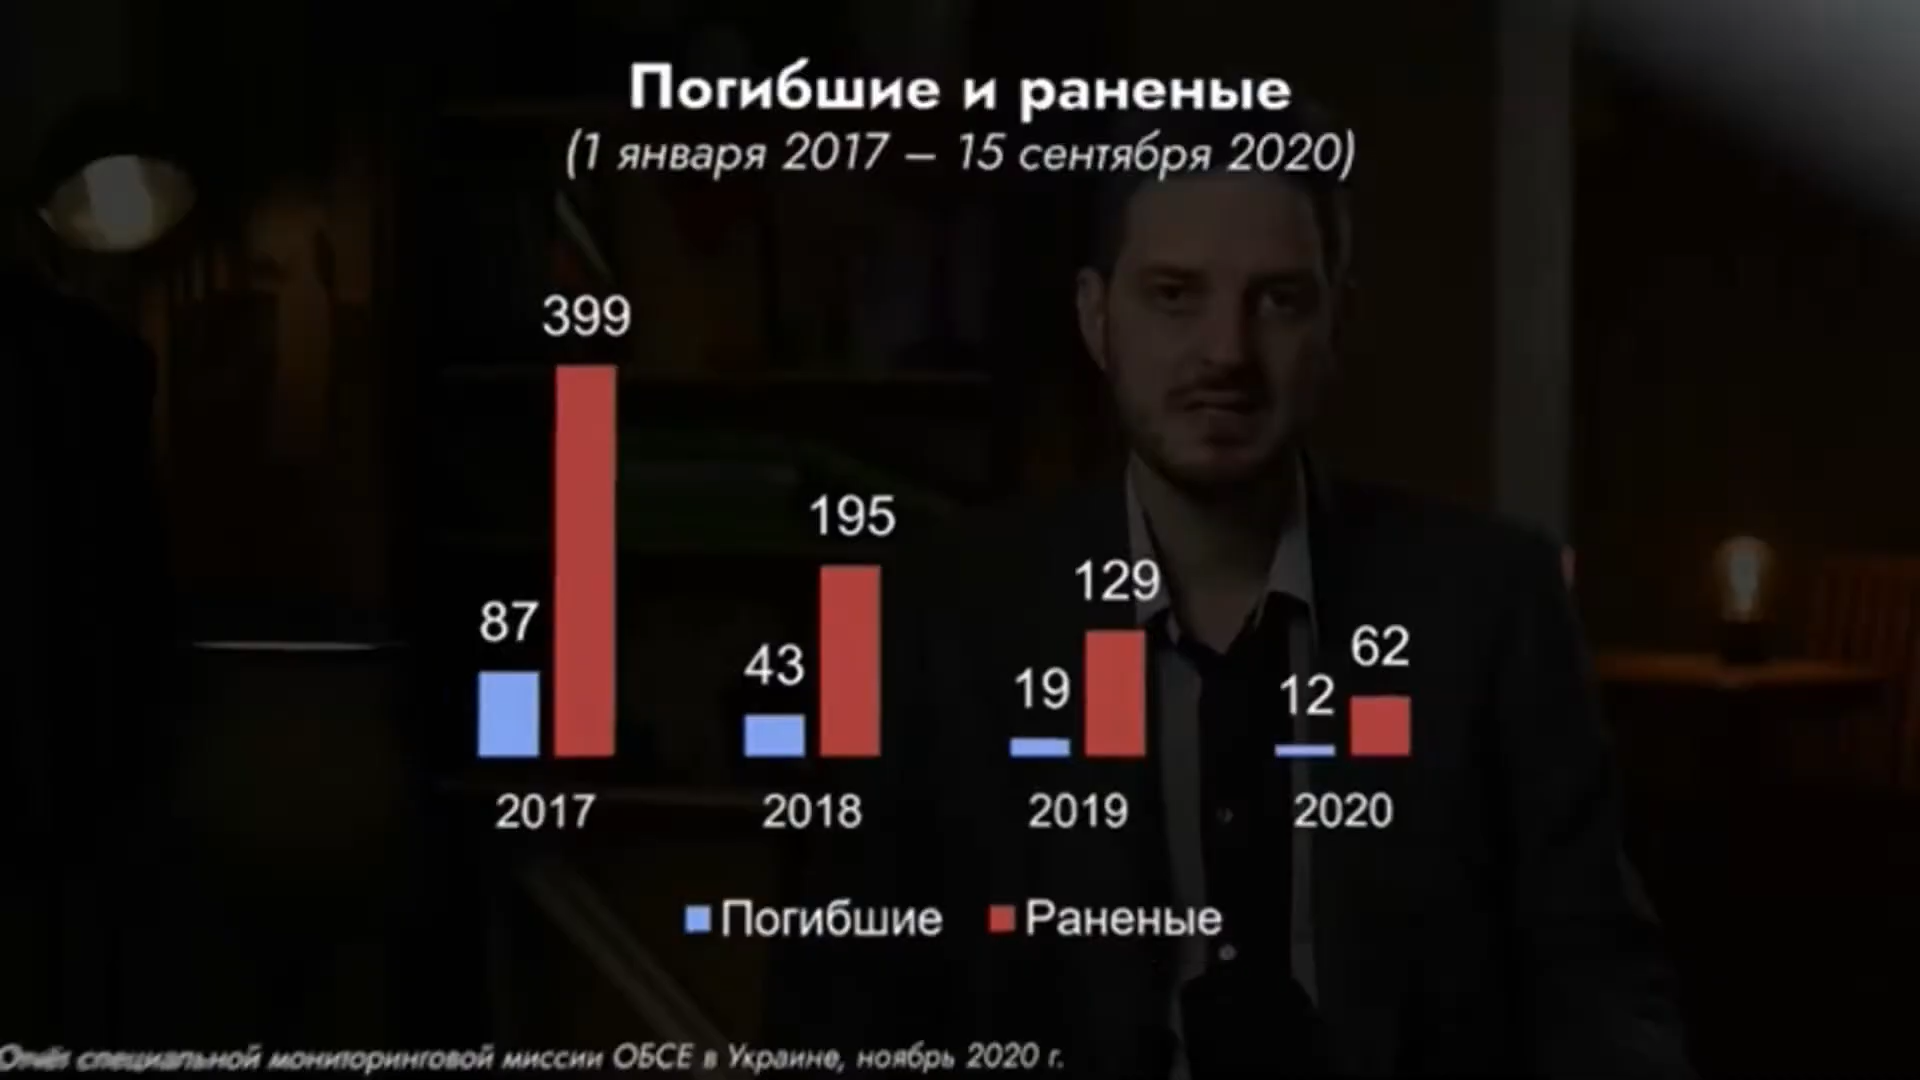 Погибшие и раненые
(1 января 2017 – 15 сентября 2020)
399
87
195
43
129
19
62
12
2017 2018 2019 2020
Погибшие Раненые
Отчёт специальной мониторинговой миссии ОБСЕ в Украине, ноябрь 2020 г.